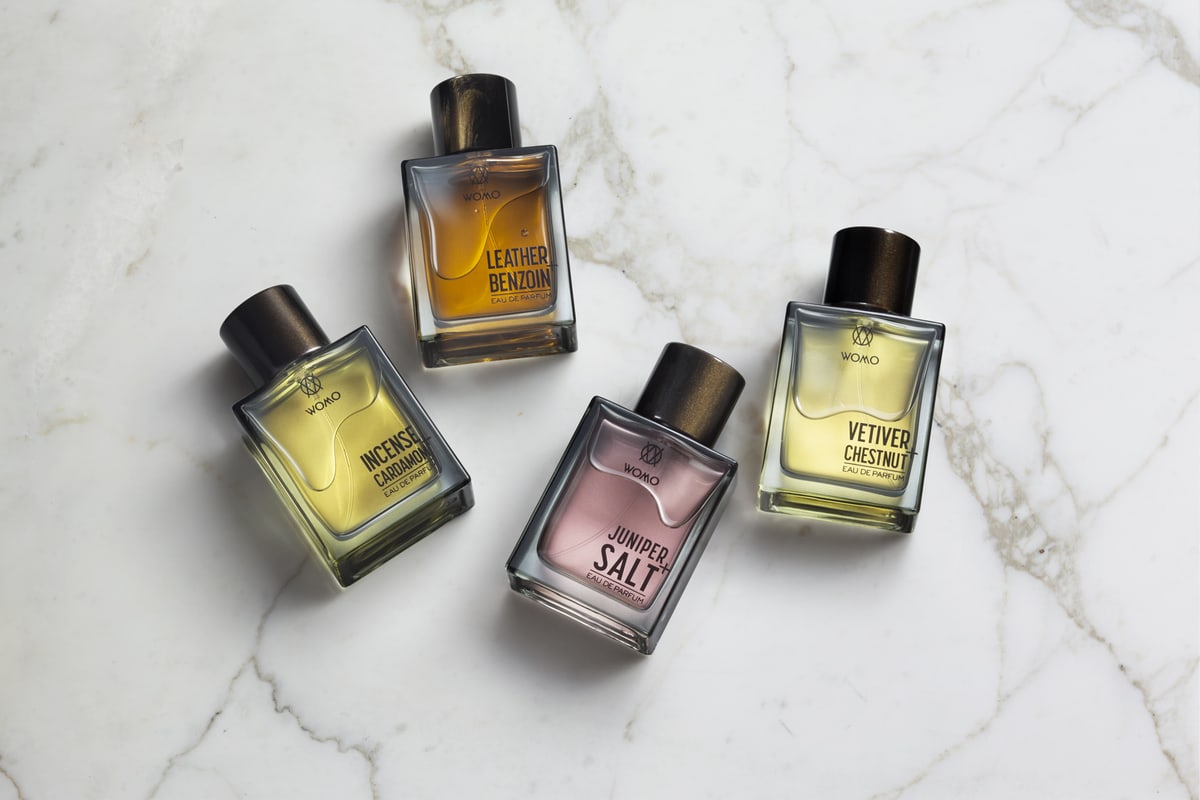 WOMO
LEATHER+
BENZOIN
EAU DE PARFUM
WOMO
INCENSE+
CARDAMON
EAU DE PARFUM
WOMO
JUNIPER+
SALT
EAU DE PARFUM
WOMO
VETIVER+
CHESTNUT
EAU DE PARFUM